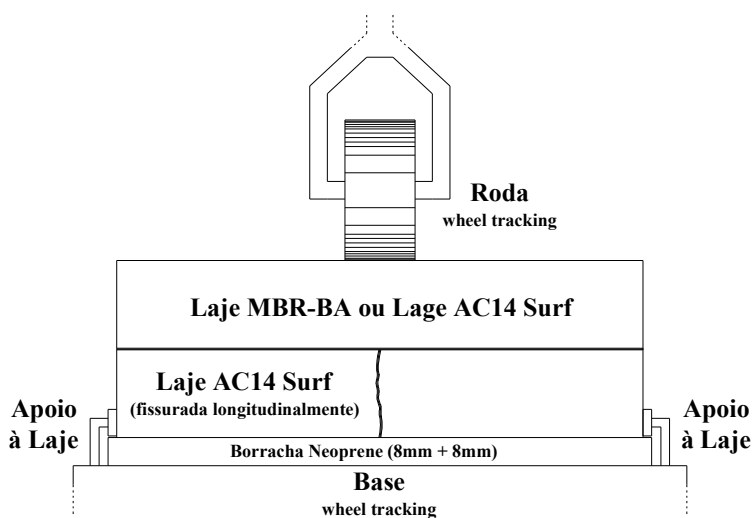 Roda
wheel tracking
Laje MBR-BA ou Lage AC14 Surf
Laje AC14 Surf
(fissurada longitudinalmente)
Apoio
à Laje
Apoio
à Laje
Borracha Neoprene (8mm + 8mm)
Base
wheel tracking